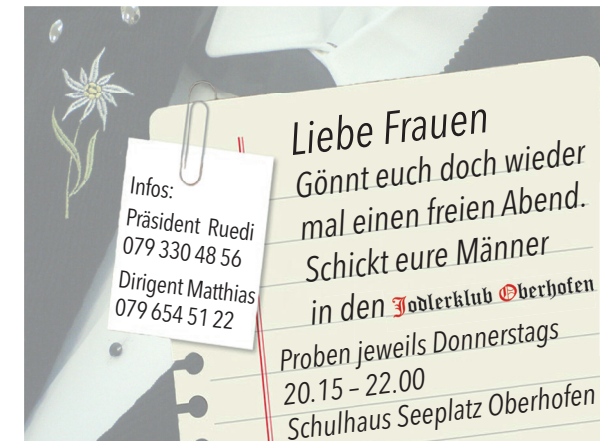 Liebe Frauen
Gönnt euch doch wieder
mal einen freien Abend.
Schickt eure Männer
in den Jodlerklub Oberhofen
Proben jeweils Donnerstags
20.15 – 22.00
Schulhaus Seeplatz Oberhofen
Infos:
Präsident Ruedi
079 330 48 56
Dirigent Matthias
079 654 51 22